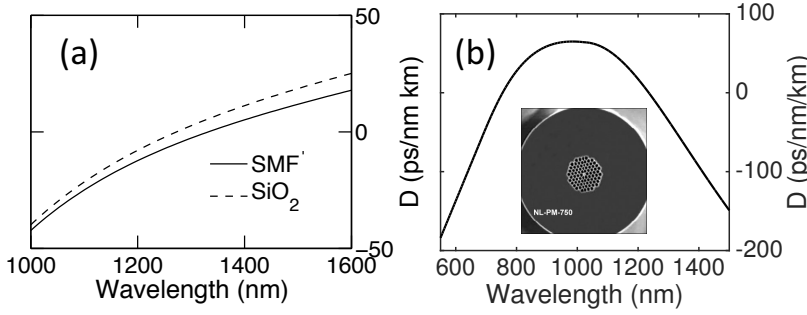 (a)
50
0
−50
D (ps/nm km)
SMF'
SiO2
1000
1200
1400
1600
Wavelength (nm)
(b)
100
0
-100
-200
D (ps/nm/km)
NL-PM-750
600
800
1000
1200
1400
Wavelength (nm)